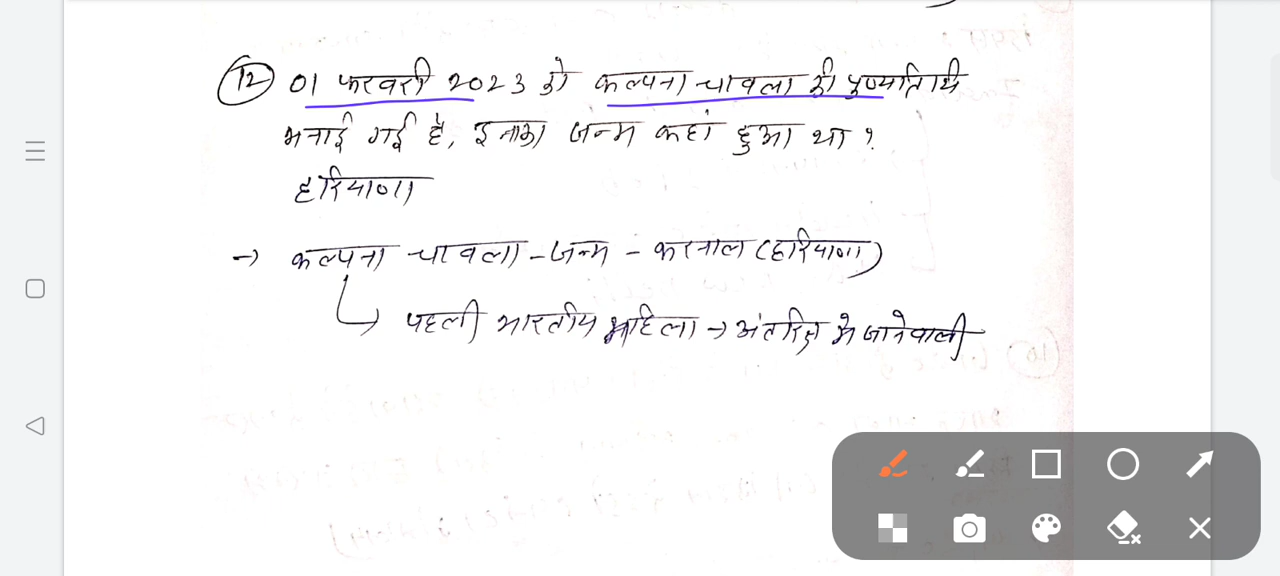 12 01 फरवरी 2023 को कल्पना चावला की पुण्यतिथी
मनाई गई है, इनका जन्म कहां हुआ था ?
हरियाणा
→ कल्पना चावला - जन्म - करनाल (हरियाणा)
↳ पहली भारतीय महिला → अंतरिक्ष मे जानेवाली